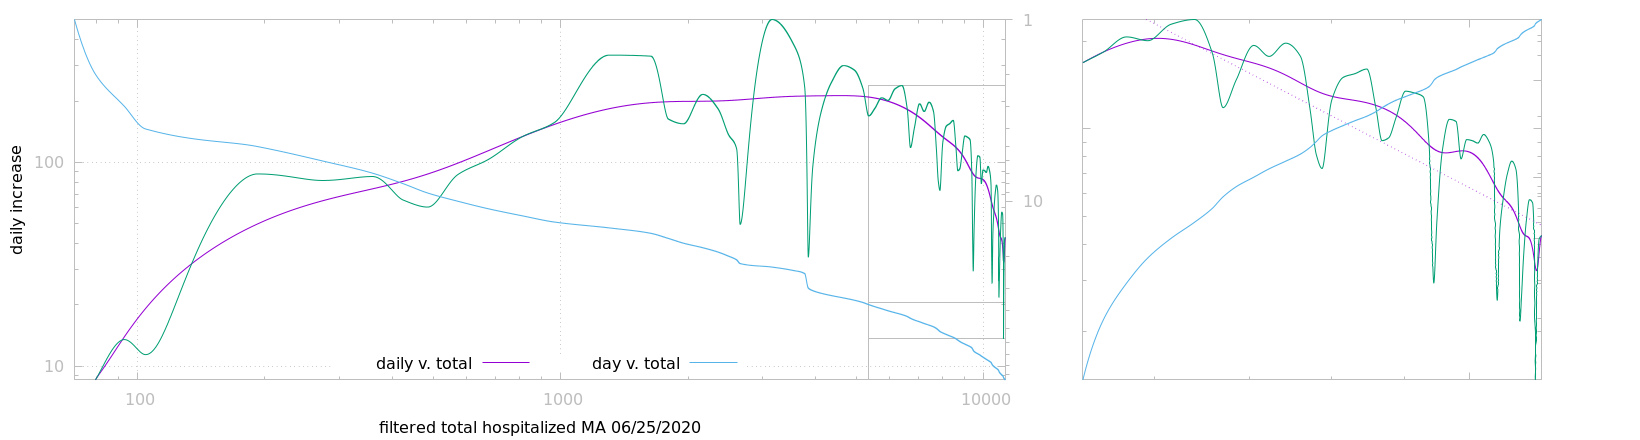 1
100
10
daily increase
10
daily v. total
day v. total
100
1000
10000
filtered total hospitalized MA 06/25/2020